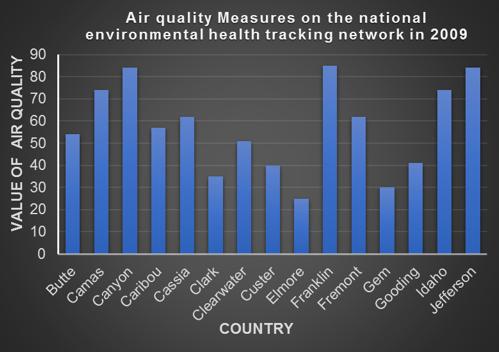 Air quality Measures on the national
environmental health tracking network in 2009
VALUE OF AIR QUALITY
90
80
70
60
50
40
30
20
10
0
Butte
Camas
Canyon
Caribou
Cassia
Clark
Clearwater
Custer
Elmore
Franklin
Fremont
Gem
Gooding
Idaho
Jefferson
COUNTRY